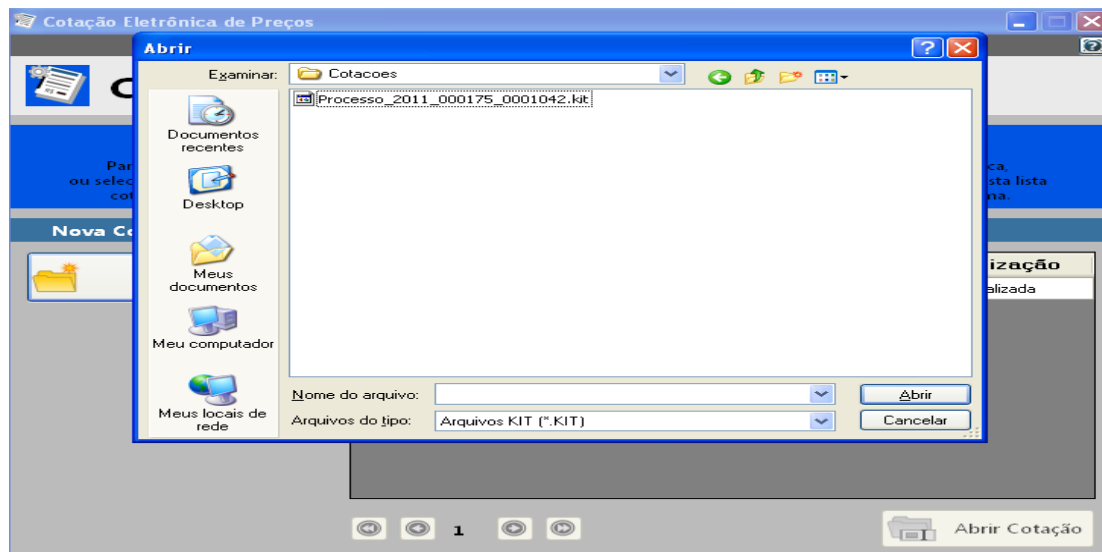 Cotação Eletrônica de Preços
Abrir
Examinar:
Cotacoes
Processo_2011_000175_0001042.kit
Documentos
recentes
Desktop
Meus
documentos
Meu computador
Meus locais de
rede
Nome do arquivo:
Abrir
Arquivos do tipo:
Arquivos KIT (*.KIT)
Cancelar
C
Par
ca,
ou selec
sta lista
cot
ma.
Nova Co
ização
alizada
1
Abrir Cotação